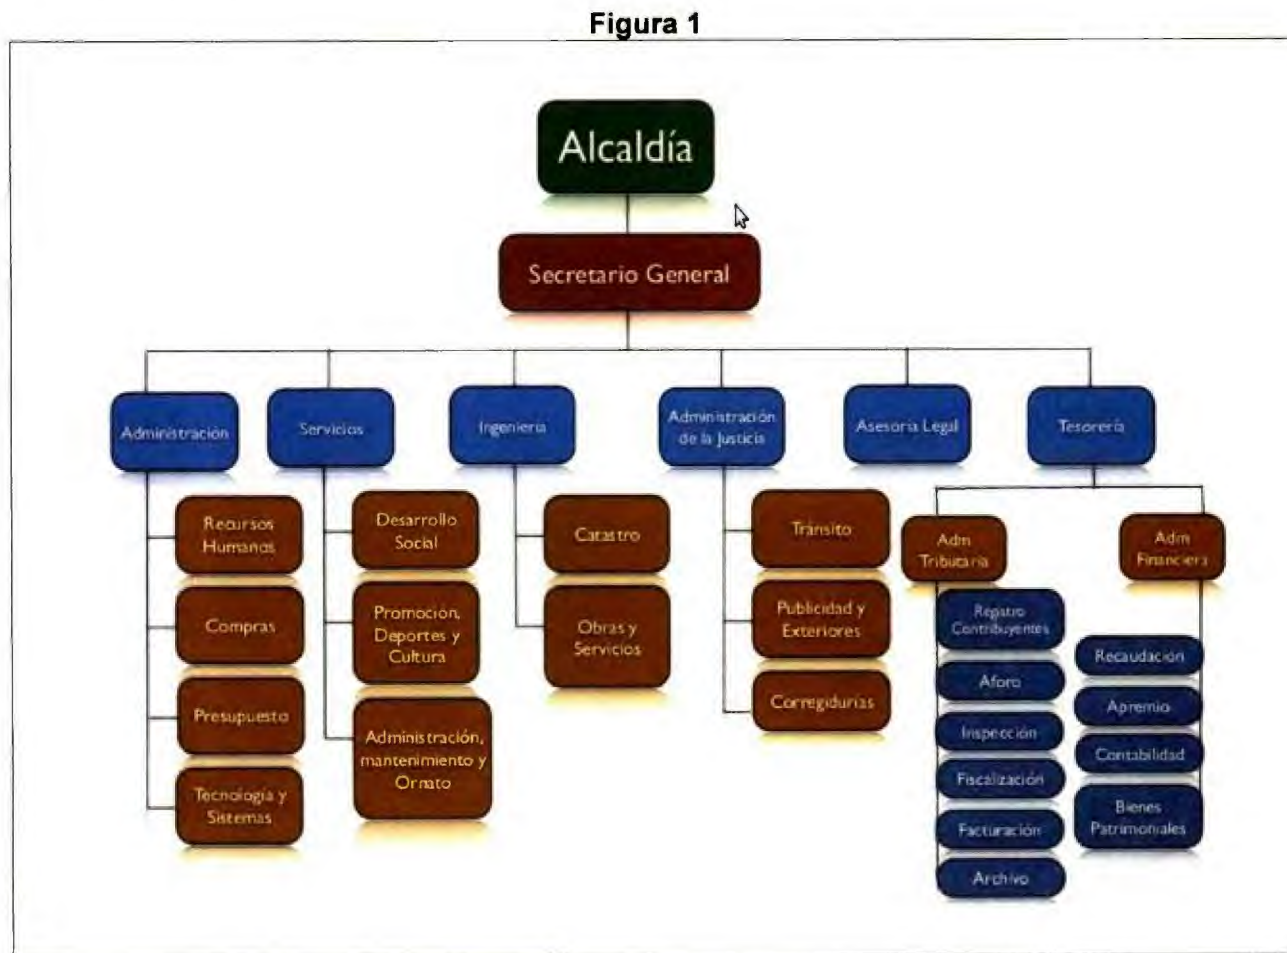 Figura 1
Alcaldía
Secretario General
Administración
Servicios
Ingeniería
Administración
de la Justicia
Asesoría Legal
Tesorería
Recursos
Humanos
Compras
Presupuesto
Tecnología y
Sistemas
Desarrollo
Social
Promoción,
Deportes y
Cultura
Administración,
mantenimiento y
Ornato
Catastro
Obras y
Servicios
Tránsito
Publicidad y
Exteriores
Corregidurías
Adm
Tributaria
Registro
Contribuyentes
Aforo
Inspección
Fiscalización
Facturación
Archivo
Adm
Financiera
Recaudación
Apremio
Contabilidad
Bienes
Patrimoniales